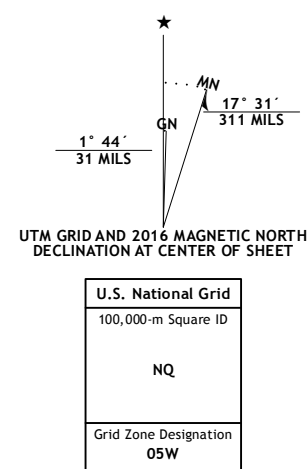 ★
MN
GN
17° 31´
311 MILS
1° 44´
31 MILS
UTM GRID AND 2016 MAGNETIC NORTH
DECLINATION AT CENTER OF SHEET
U.S. National Grid
100,000-m Square ID
NQ
Grid Zone Designation
05W